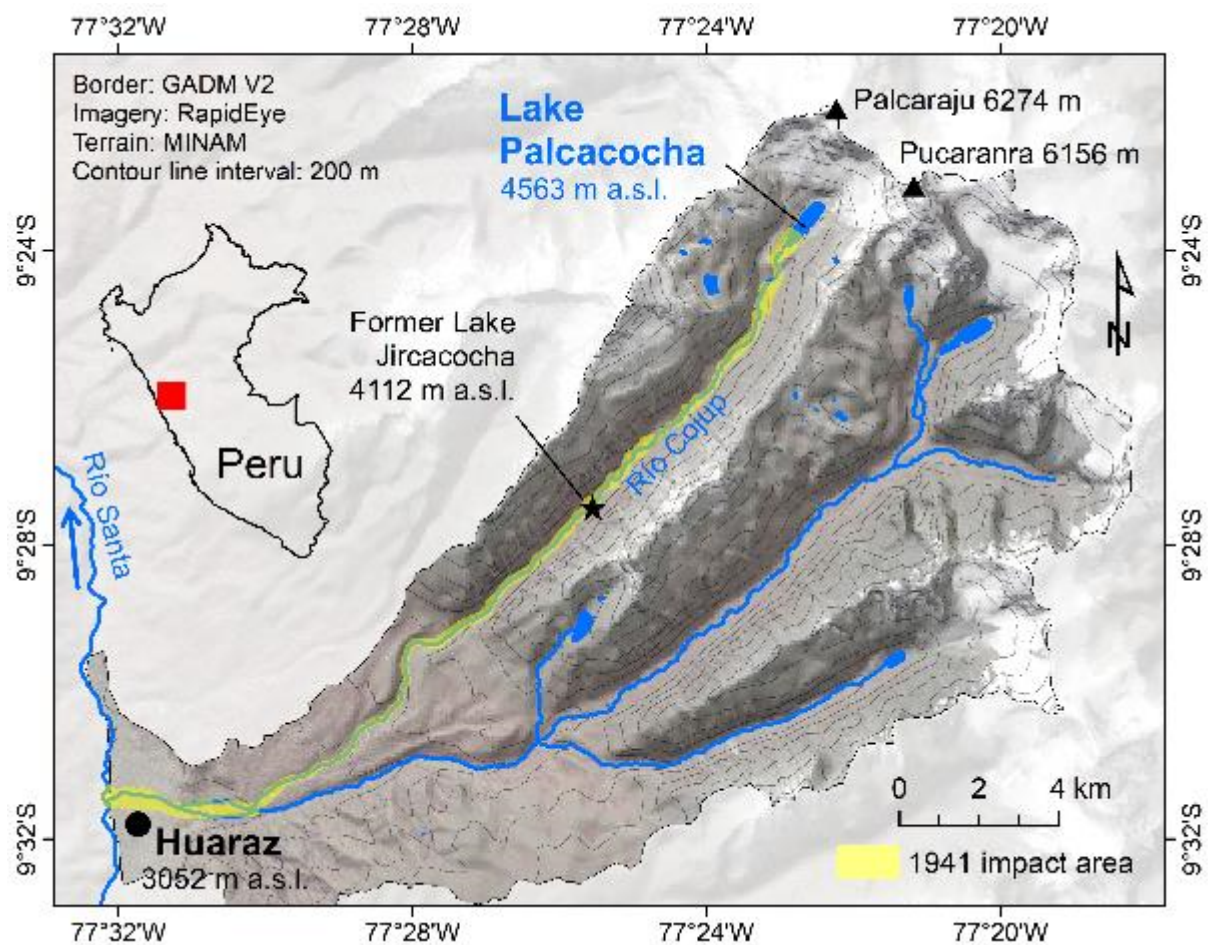 77°32'W 77°28'W 77°24'W 77°20'W
Border: GADM V2
Imagery: RapidEye
Terrain: MINAM
Contour line interval: 200 m
Lake
Palcacocha
4563 m a.s.l.
Palcaraju 6274 m
Pucaranra 6156 m
9°24'S
9°24'S
Former Lake
Jircacocha
4112 m a.s.l.
N
Peru
Río Cojup
Río Santa
9°28'S
9°28'S
0 2 4 km
Huaraz
3052 m a.s.l.
1941 impact area
9°32'S
9°32'S
77°32'W 77°28'W 77°24'W 77°20'W